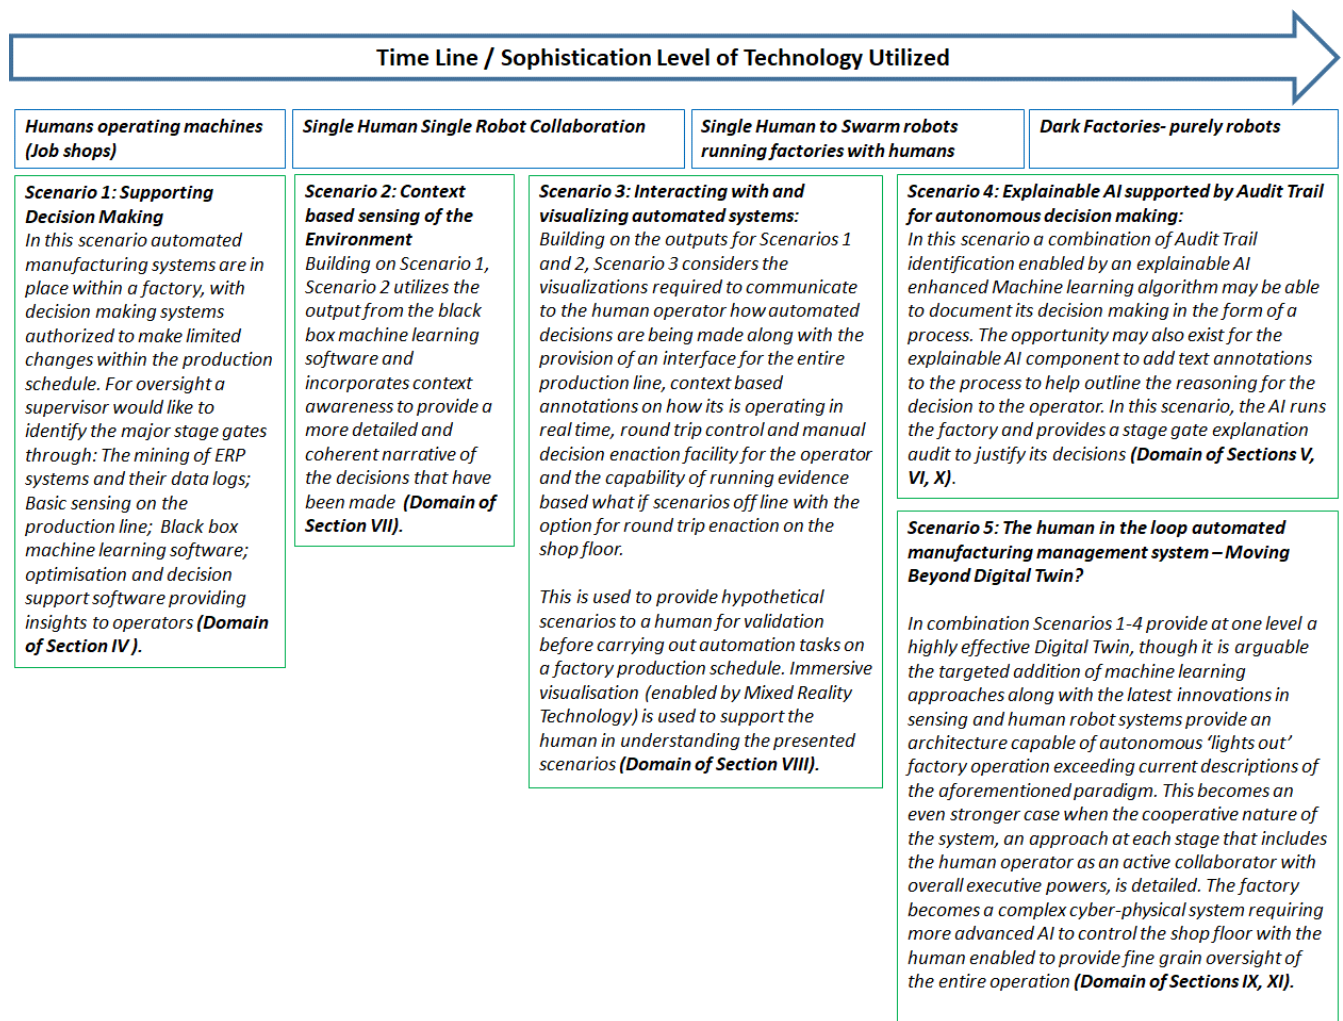 Time Line / Sophistication Level of Technology Utilized
Humans operating machines
(Job shops)
Single Human Single Robot Collaboration
Single Human to Swarm robots
running factories with humans
Dark Factories- purely robots
Scenario 1: Supporting
Decision Making
In this scenario automated
manufacturing systems are in
place within a factory, with
decision making systems
authorized to make limited
changes within the production
schedule. For oversight a
supervisor would like to
identify the major stage gates
through: The mining of ERP
systems and their data logs;
Basic sensing on the
production line; Black box
machine learning software;
optimisation and decision
support software providing
insights to operators (Domain
of Section IV ).
Scenario 2: Context
based sensing of the
Environment
Building on Scenario 1,
Scenario 2 utilizes the
output from the black
box machine learning
software and
incorporates context
awareness to provide a
more detailed and
coherent narrative of
the decisions that have
been made (Domain of
Section VII).
Scenario 3: Interacting with and
visualizing automated systems:
Building on the outputs for Scenarios 1
and 2, Scenario 3 considers the
visualizations required to communicate
to the human operator how automated
decisions are being made along with the
provision of an interface for the entire
production line, context based
annotations on how its is operating in
real time, round trip control and manual
decision enaction facility for the operator
and the capability of running evidence
based what if scenarios off line with the
option for round trip enaction on the
shop floor.
This is used to provide hypothetical
scenarios to a human for validation
before carrying out automation tasks on
a factory production schedule. Immersive
visualisation (enabled by Mixed Reality
Technology) is used to support the
human in understanding the presented
scenarios (Domain of Section VIII).
Scenario 4: Explainable AI supported by Audit Trail
for autonomous decision making:
In this scenario a combination of Audit Trail
identification enabled by an explainable AI
enhanced Machine learning algorithm may be able
to document its decision making in the form of a
process. The opportunity may also exist for the
explainable AI component to add text annotations
to the process to help outline the reasoning for the
decision to the operator. In this scenario, the AI runs
the factory and provides a stage gate explanation
audit to justify its decisions (Domain of Sections V,
VI, X).
Scenario 5: The human in the loop automated
manufacturing management system – Moving
Beyond Digital Twin?
In combination Scenarios 1-4 provide at one level a
highly effective Digital Twin, though it is arguable
the targeted addition of machine learning
approaches along with the latest innovations in
sensing and human robot systems provide an
architecture capable of autonomous ‘lights out’
factory operation exceeding current descriptions of
the aforementioned paradigm. This becomes an
even stronger case when the cooperative nature of
the system, an approach at each stage that includes
the human operator as an active collaborator with
overall executive powers, is detailed. The factory
becomes a complex cyber-physical system requiring
more advanced AI to control the shop floor with the
human enabled to provide fine grain oversight of
the entire operation (Domain of Sections IX, XI).